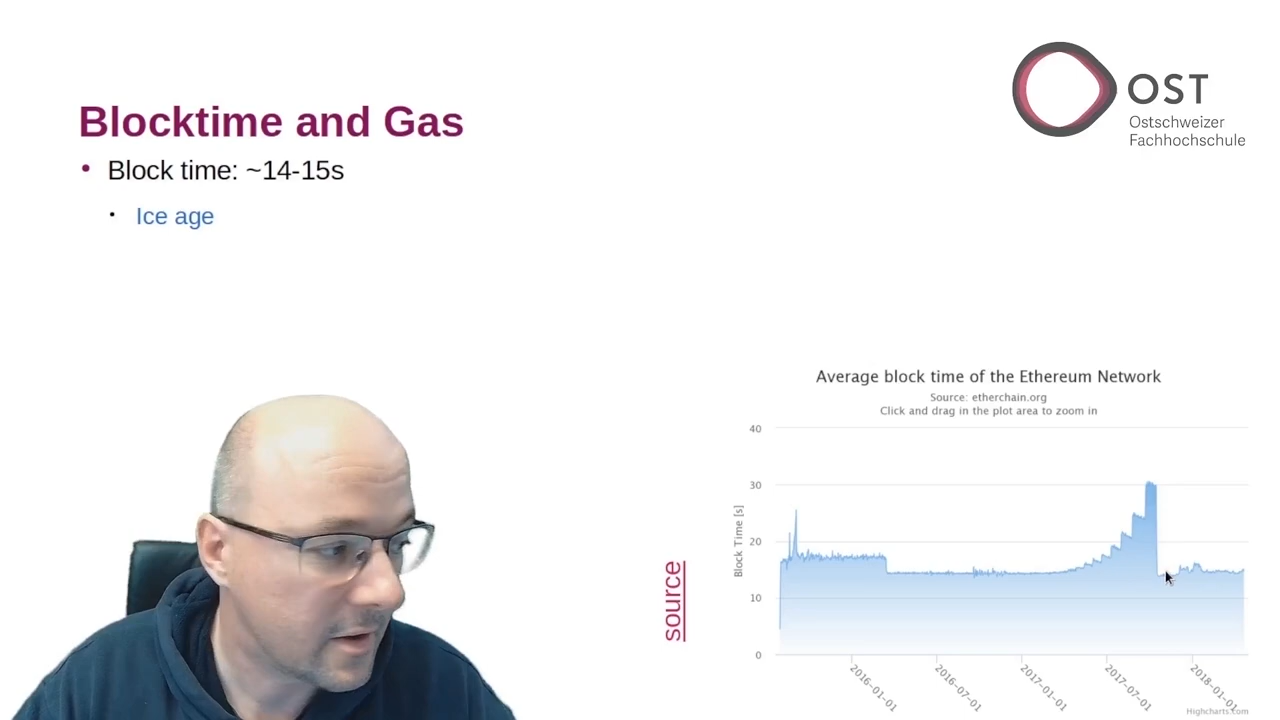 OST
Ostschweizer
Fachhochschule
Blocktime and Gas
• Block time: ~14-15s
• Ice age
source
Average block time of the Ethereum Network
Source: etherchain.org
Click and drag in the plot area to zoom in
Block Time [s]
40
30
20
10
0
2016-01-01
2016-07-01
2017-01-01
2017-07-01
2018-01-01
Highcharts.com